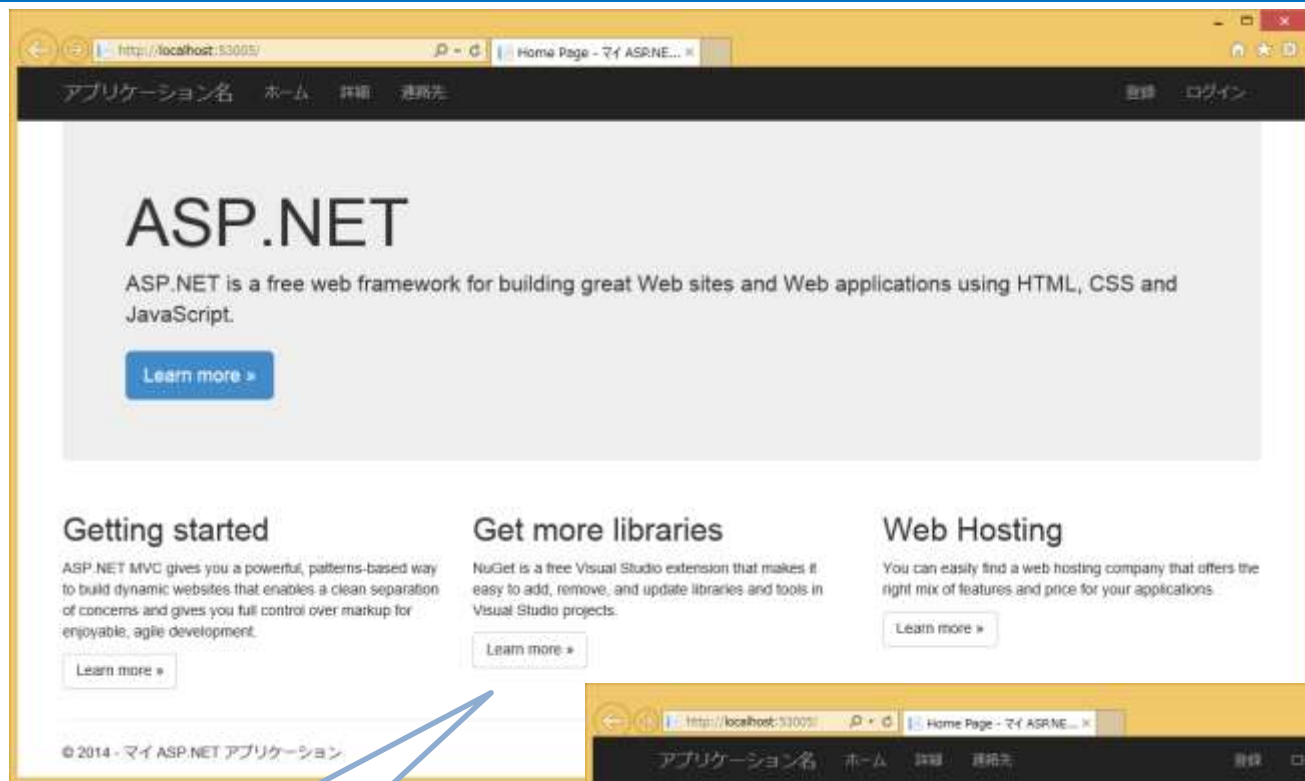 http://localhost:53005/
Home Page - マイ ASP.NE...
アプリケーション名 ホーム 詳細 連絡先 登録 ログイン
ASP.NET
ASP.NET is a free web framework for building great Web sites and Web applications using HTML, CSS and
JavaScript.
Learn more »
Getting started
ASP.NET MVC gives you a powerful, patterns-based way
to build dynamic websites that enables a clean separation
of concerns and gives you full control over markup for
enjoyable, agile development.
Learn more »
Get more libraries
NuGet is a free Visual Studio extension that makes it
easy to add, remove, and update libraries and tools in
Visual Studio projects.
Learn more »
Web Hosting
You can easily find a web hosting company that offers the
right mix of features and price for your applications.
Learn more »
© 2014 - マイ ASP.NET アプリケーション
http://localhost:53005/
Home Page - マイ ASP.NE...
アプリケーション名 ホーム 詳細 連絡先 登録